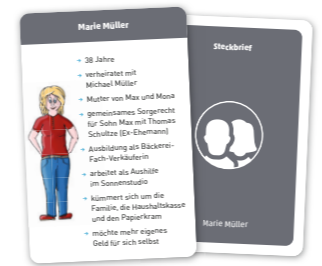 Marie Müller
→ 38 Jahre
→ verheiratet mit
Michael Müller
→ Mutter von Max und Mona
→ gemeinsames Sorgerecht
für Sohn Max mit Thomas
Schultze (Ex-Ehemann)
→ Ausbildung als Bäckerei-
Fach-Verkäuferin
→ arbeitet als Aushilfe
im Sonnenstudio
→ kümmert sich um die
Familie, die Haushaltskasse
und den Papierkram
→ möchte mehr eigenes
Geld für sich selbst
Steckbrief
Marie Müller